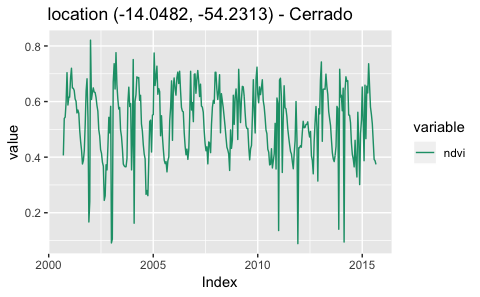 location (-14.0482, -54.2313) - Cerrado
value
0.8
0.6
0.4
0.2
2000
2005
2010
2015
Index
variable
ndvi